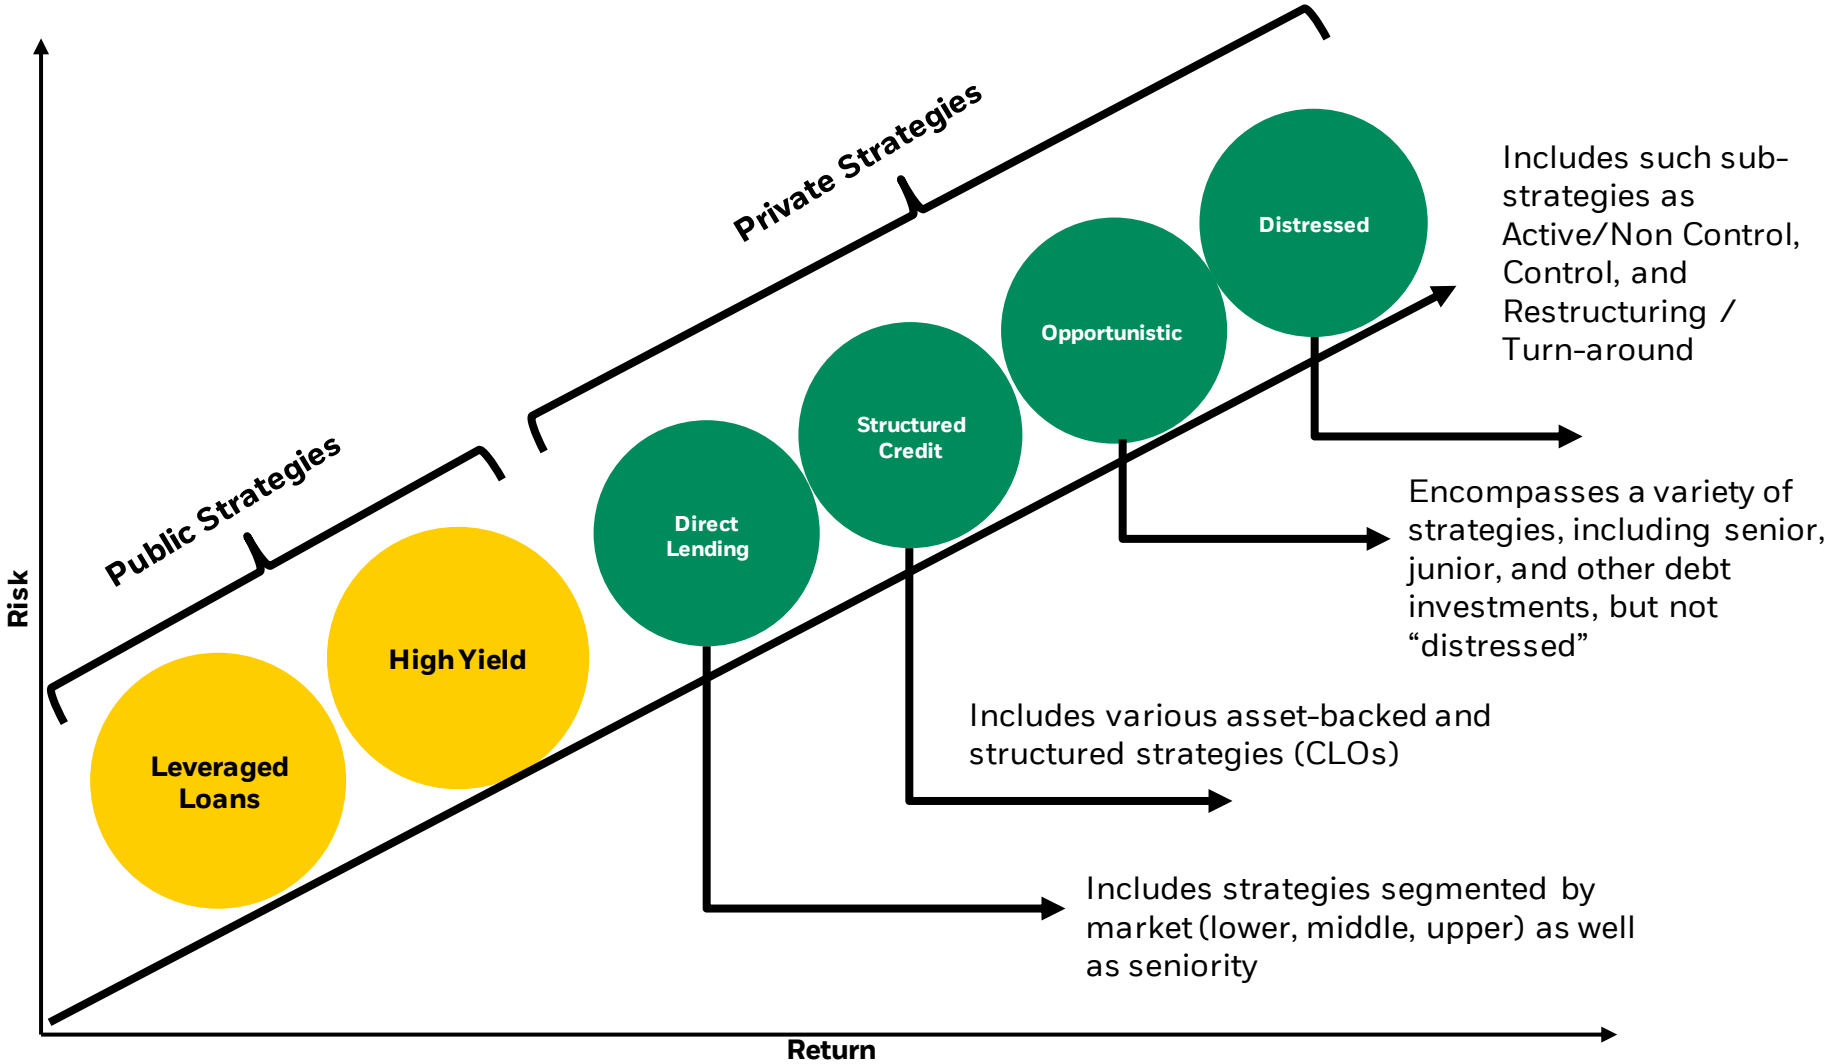 Private Strategies
Public Strategies
Risk
Return
Leveraged
Loans
High Yield
Direct
Lending
Structured
Credit
Opportunistic
Distressed
Includes such sub-
strategies as
Active/Non Control,
Control, and
Restructuring /
Turn-around
Encompasses a variety of
strategies, including senior,
junior, and other debt
investments, but not
“distressed”
Includes various asset-backed and
structured strategies (CLOs)
Includes strategies segmented by
market (lower, middle, upper) as well
as seniority